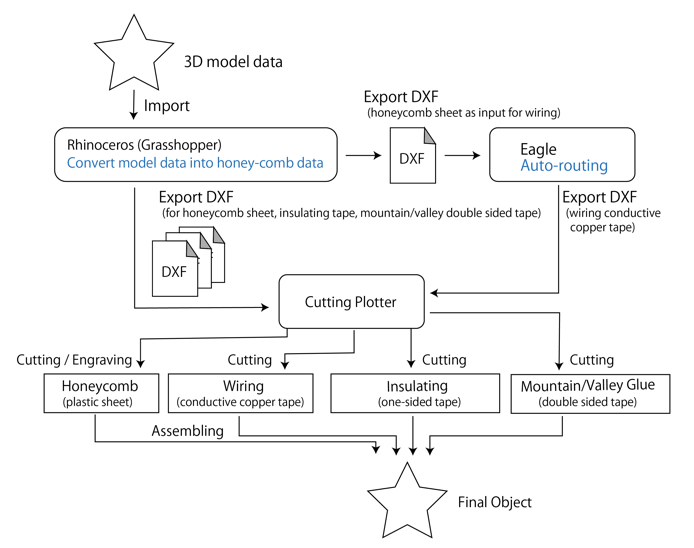 3D model data
Import
Export DXF
(honeycomb sheet as input for wiring)
Rhinoceros (Grasshopper)
Convert model data into honey-comb data
DXF
Eagle
Auto-routing
Export DXF
(for honeycomb sheet, insulating tape, mountain/valley double sided tape)
Export DXF
(wiring conductive
copper tape)
DXF
Cutting Plotter
Cutting / Engraving
Cutting
Cutting
Cutting
Honeycomb
(plastic sheet)
Wiring
(conductive copper tape)
Insulating
(one-sided tape)
Mountain/Valley Glue
(double sided tape)
Assembling
Final Object